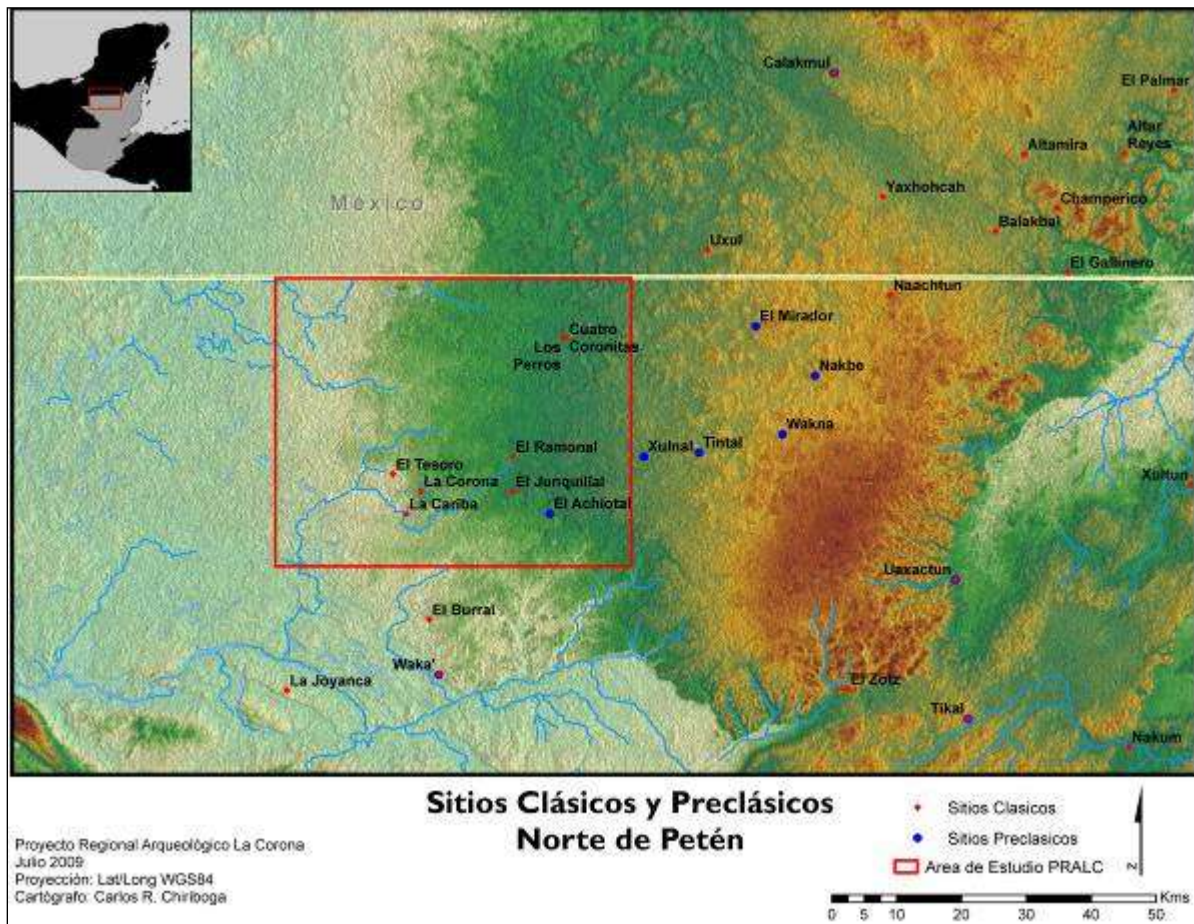 Calakmul
El Palmar
Altamira
Altar
Reyes
México
Yaxhohcah
Champerico
Balakbal
Uxul
El Gallinero
Naachtun
El Mirador
Cuatro
Los Coronitas
Perros
Nakbe
Wakna
El Ramonal
Xulnal
Tintal
El Tesoro
La Corona
El Junquillal
Xultun
La Cariba
El Achiotal
Uaxactun
El Burral
Waka'
La Joyanca
El Zotz
Tikal
Nakum
Sitios Clásicos y Preclásicos
Norte de Petén
Proyecto Regional Arqueológico La Corona
Julio 2009
Proyección: Lat/Long WGS84
Cartógrafo: Carlos R. Chiriboga
Sitios Clasicos
Sitios Preclasicos
Area de Estudio PRALC
N
Kms
0 5 10 20 30 40 50